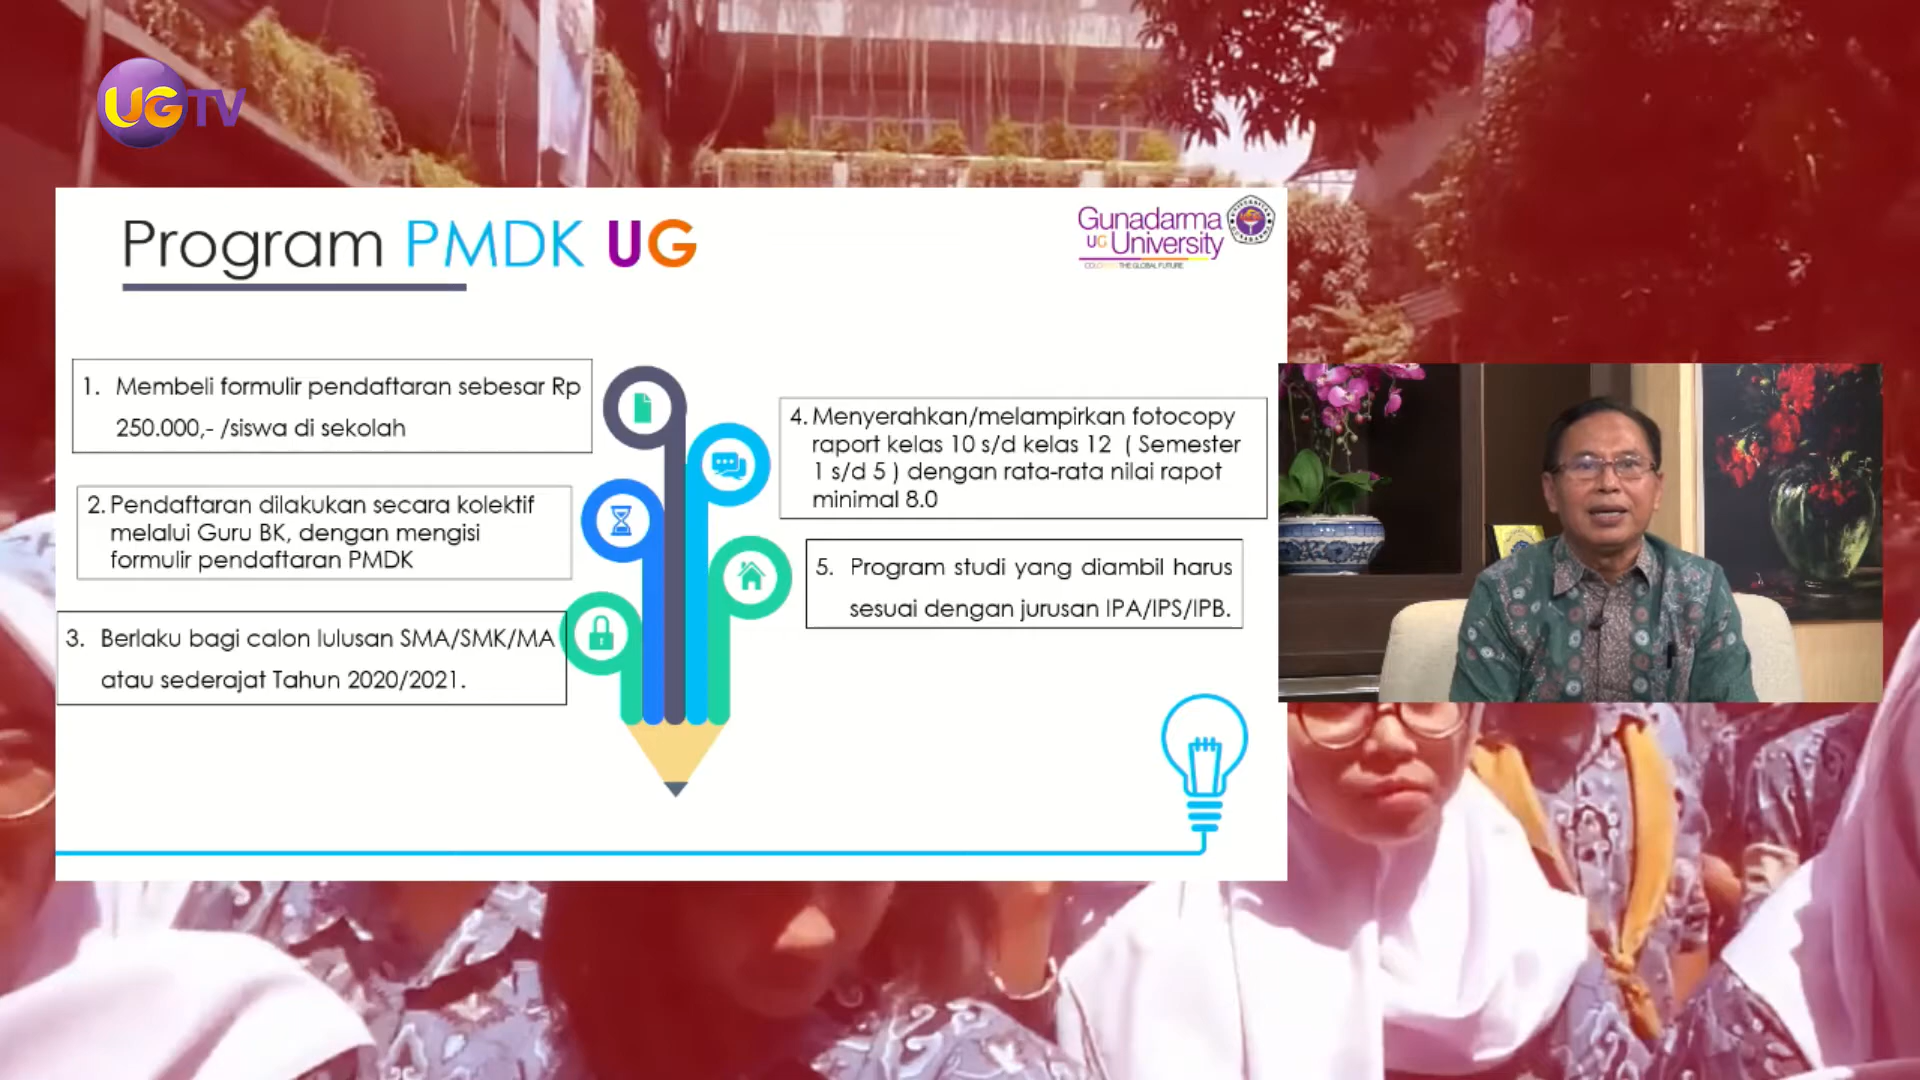 UGTV
Program PMDK UG
Gunadarma
UG University
THE GLOBAL FUTURE
1. Membeli formulir pendaftaran sebesar Rp
250.000,- /siswa di sekolah
2. Pendaftaran dilakukan secara kolektif
melalui Guru BK, dengan mengisi
formulir pendaftaran PMDK
3. Berlaku bagi calon lulusan SMA/SMK/MA
atau sederajat Tahun 2020/2021.
4. Menyerahkan/melampirkan fotocopy
raport kelas 10 s/d kelas 12 ( Semester
1 s/d 5 ) dengan rata-rata nilai rapot
minimal 8.0
5. Program studi yang diambil harus
sesuai dengan jurusan IPA/IPS/IPB.